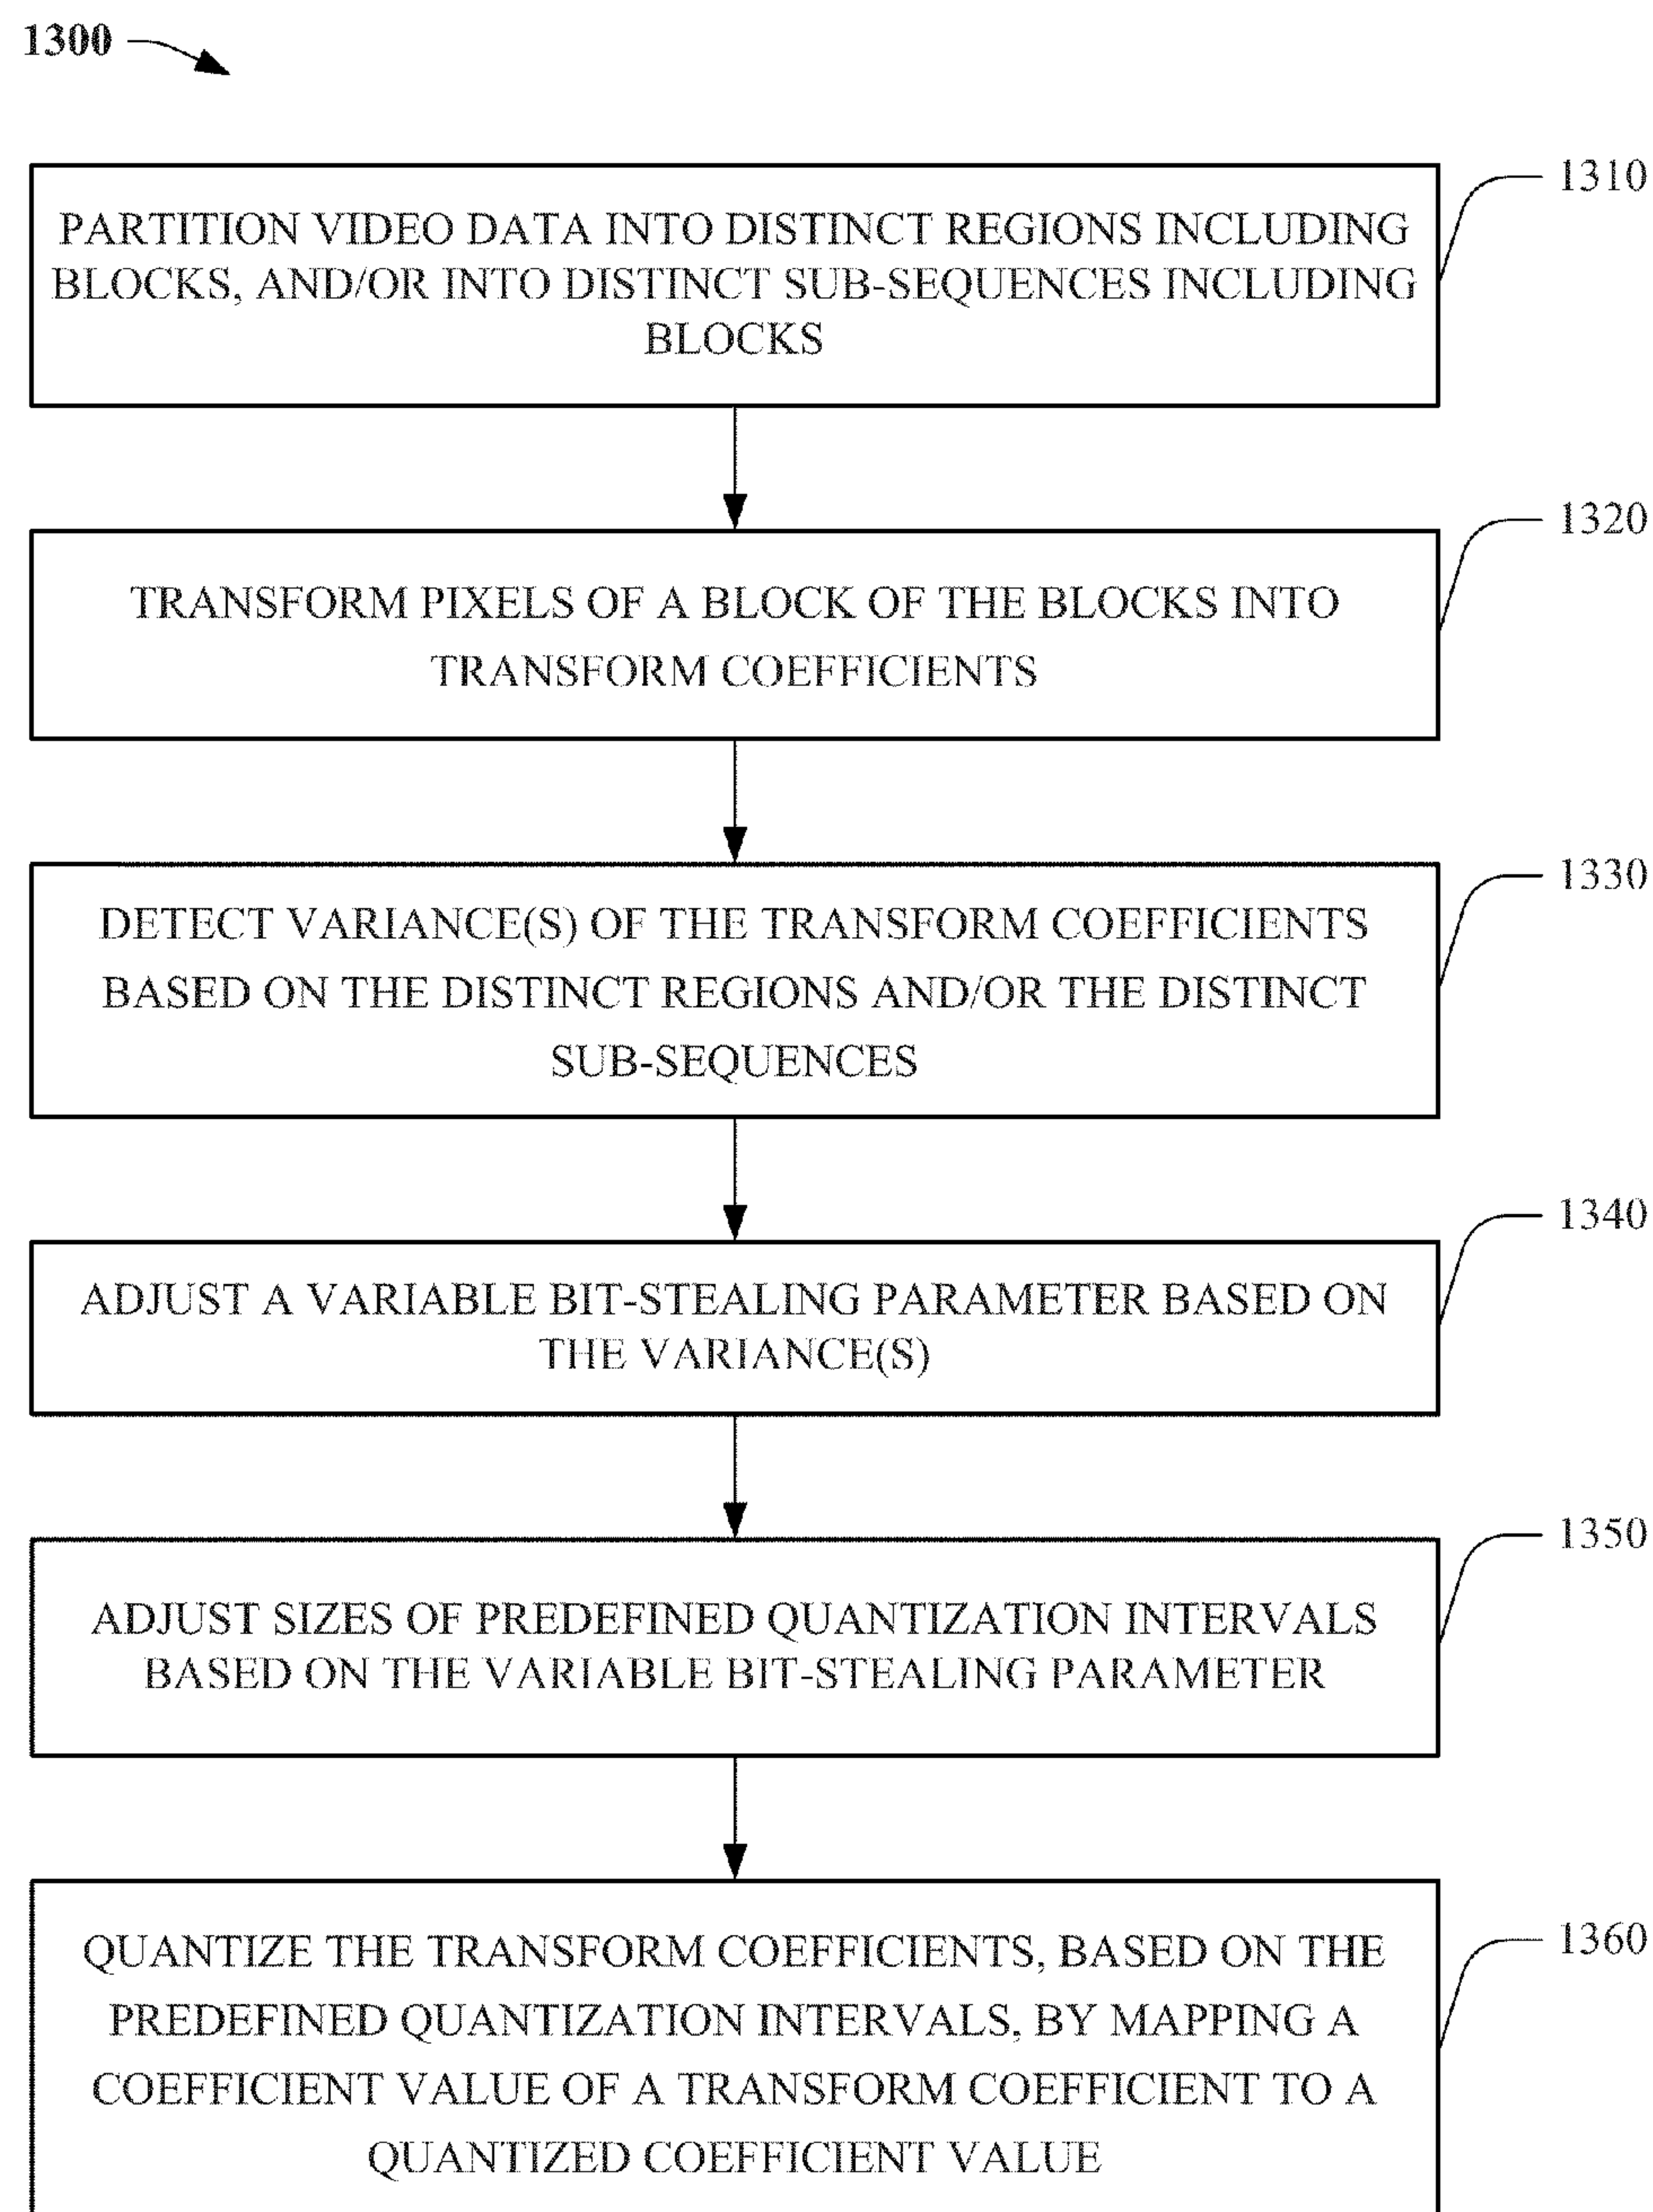 1300
1310
PARTITION VIDEO DATA INTO DISTINCT REGIONS INCLUDING
BLOCKS, AND/OR INTO DISTINCT SUB-SEQUENCES INCLUDING
BLOCKS
1320
TRANSFORM PIXELS OF A BLOCK OF THE BLOCKS INTO
TRANSFORM COEFFICIENTS
1330
DETECT VARIANCE(S) OF THE TRANSFORM COEFFICIENTS
BASED ON THE DISTINCT REGIONS AND/OR THE DISTINCT
SUB-SEQUENCES
1340
ADJUST A VARIABLE BIT-STEALING PARAMETER BASED ON
THE VARIANCE(S)
1350
ADJUST SIZES OF PREDEFINED QUANTIZATION INTERVALS
BASED ON THE VARIABLE BIT-STEALING PARAMETER
1360
QUANTIZE THE TRANSFORM COEFFICIENTS, BASED ON THE
PREDEFINED QUANTIZATION INTERVALS, BY MAPPING A
COEFFICIENT VALUE OF A TRANSFORM COEFFICIENT TO A
QUANTIZED COEFFICIENT VALUE